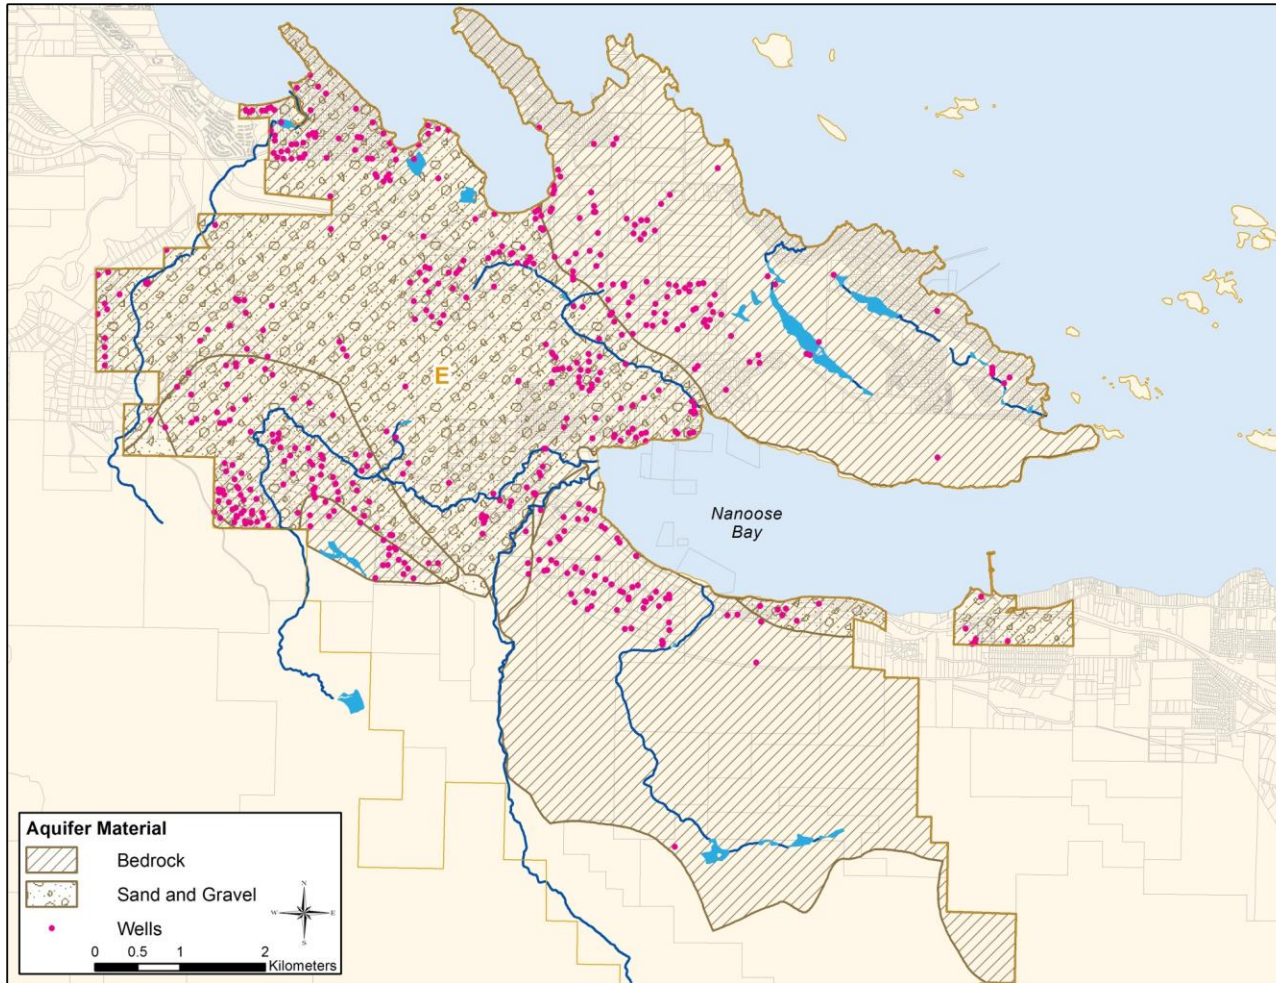 E
Nanoose
Bay
Aquifer Material
Bedrock
Sand and Gravel
Wells
N
W E
S
0 0.5 1 2
Kilometers